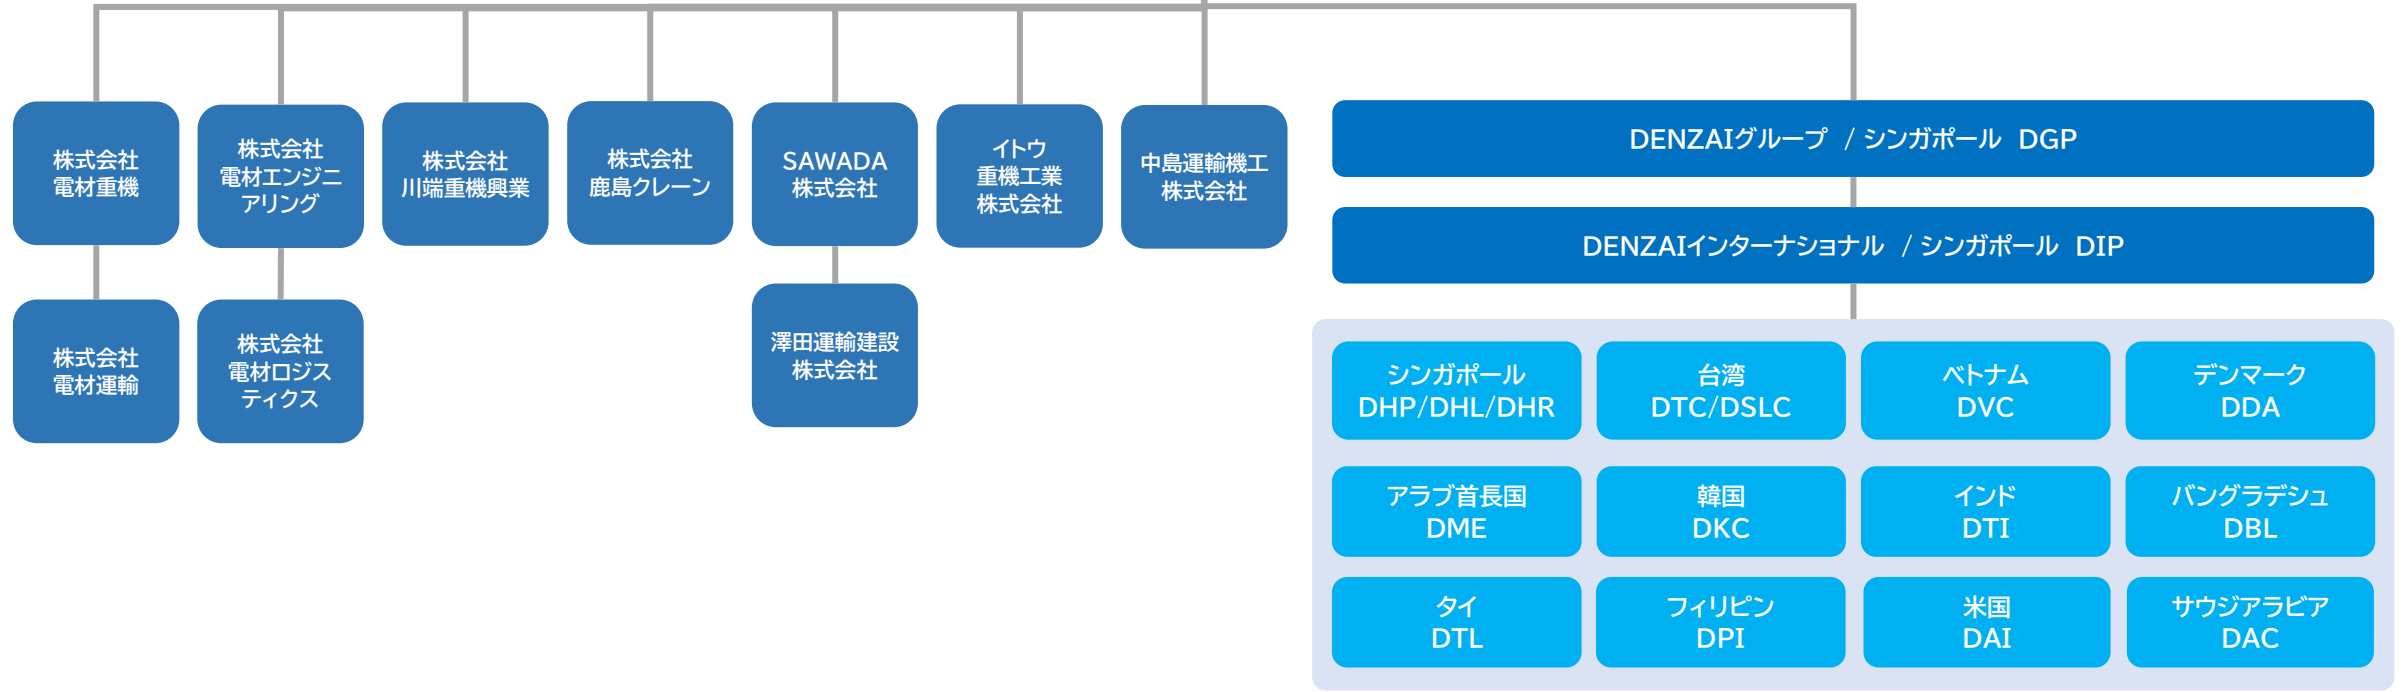 株式会社
電材重機
株式会社
電材エンジニ
アリング
株式会社
川端重機興業
株式会社
鹿島クレーン
SAWADA
株式会社
イトウ
重機工業
株式会社
中島運輸機工
株式会社
株式会社
電材運輸
株式会社
電材ロジス
ティクス
澤田運輸建設
株式会社
DENZAIグループ / シンガポール DGP
DENZAIインターナショナル / シンガポール DIP
シンガポール
DHP/DHL/DHR
台湾
DTC/DSLC
ベトナム
DVC
デンマーク
DDA
アラブ首長国
DME
韓国
DKC
インド
DTI
バングラデシュ
DBL
タイ
DTL
フィリピン
DPI
米国
DAI
サウジアラビア
DAC